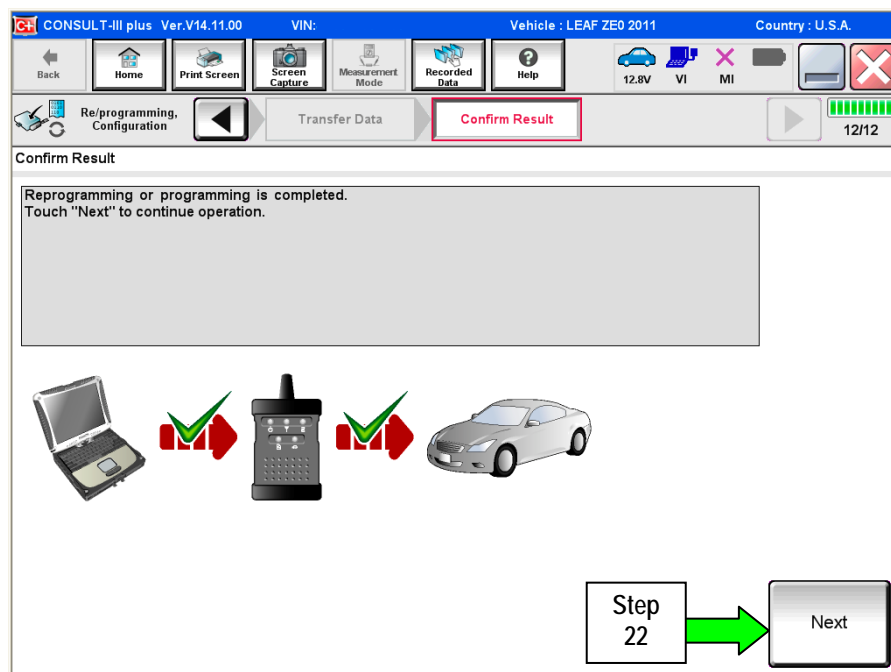 C+ CONSULT-III plus Ver.V14.11.00 VIN: Vehicle : LEAF ZE0 2011 Country : U.S.A.
Back Home Print Screen Screen Capture Measurement Mode Recorded Data Help 12.8V VI MI
Re/programming, Configuration Transfer Data Confirm Result 12/12
Confirm Result
Reprogramming or programming is completed.
Touch "Next" to continue operation.
Step
22
Next